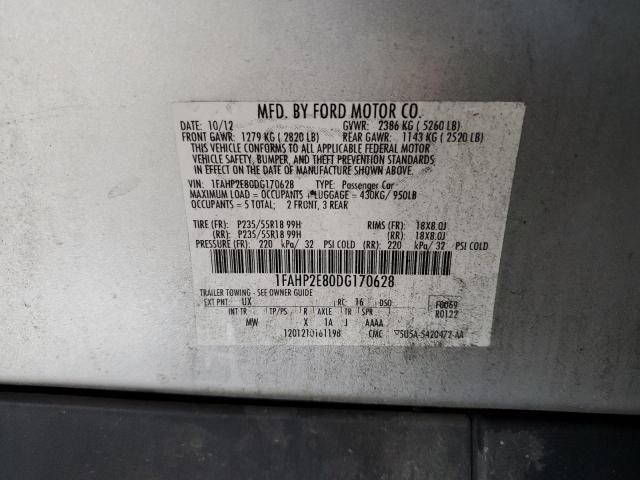 MFD. BY FORD MOTOR CO.
DATE: 10/12 GVWR: 2386 KG ( 5260 LB)
FRONT GAWR: 1279 KG ( 2820 LB) REAR GAWR: 1143 KG ( 2520 LB)
THIS VEHICLE CONFORMS TO ALL APPLICABLE FEDERAL MOTOR
VEHICLE SAFETY, BUMPER, AND THEFT PREVENTION STANDARDS
IN EFFECT ON THE DATE OF MANUFACTURE SHOWN ABOVE.
VIN: 1FAHP2E80DG170628 TYPE: Passenger Car
MAXIMUM LOAD = OCCUPANTS + LUGGAGE = 430KG/ 950LB
OCCUPANTS = 5 TOTAL; 2 FRONT, 3 REAR
TIRE (FR): P235/55R18 99H RIMS (FR): 18X8.0J
(RR): P235/55R18 99H (RR): 18X8.0J
PRESSURE (FR): 220 kPa/ 32 PSI COLD (RR): 220 kPa/ 32 PSI COLD
1FAHP2E80DG170628
TRAILER TOWING - SEE OWNER GUIDE
EXT PNT: UX RC: 16 DSO: F0069
INT TR TP/PS R AXLE TR SPR R0122
MW X 1A J AAAA
1201210161198 CMC 5U5A-5420472-AA